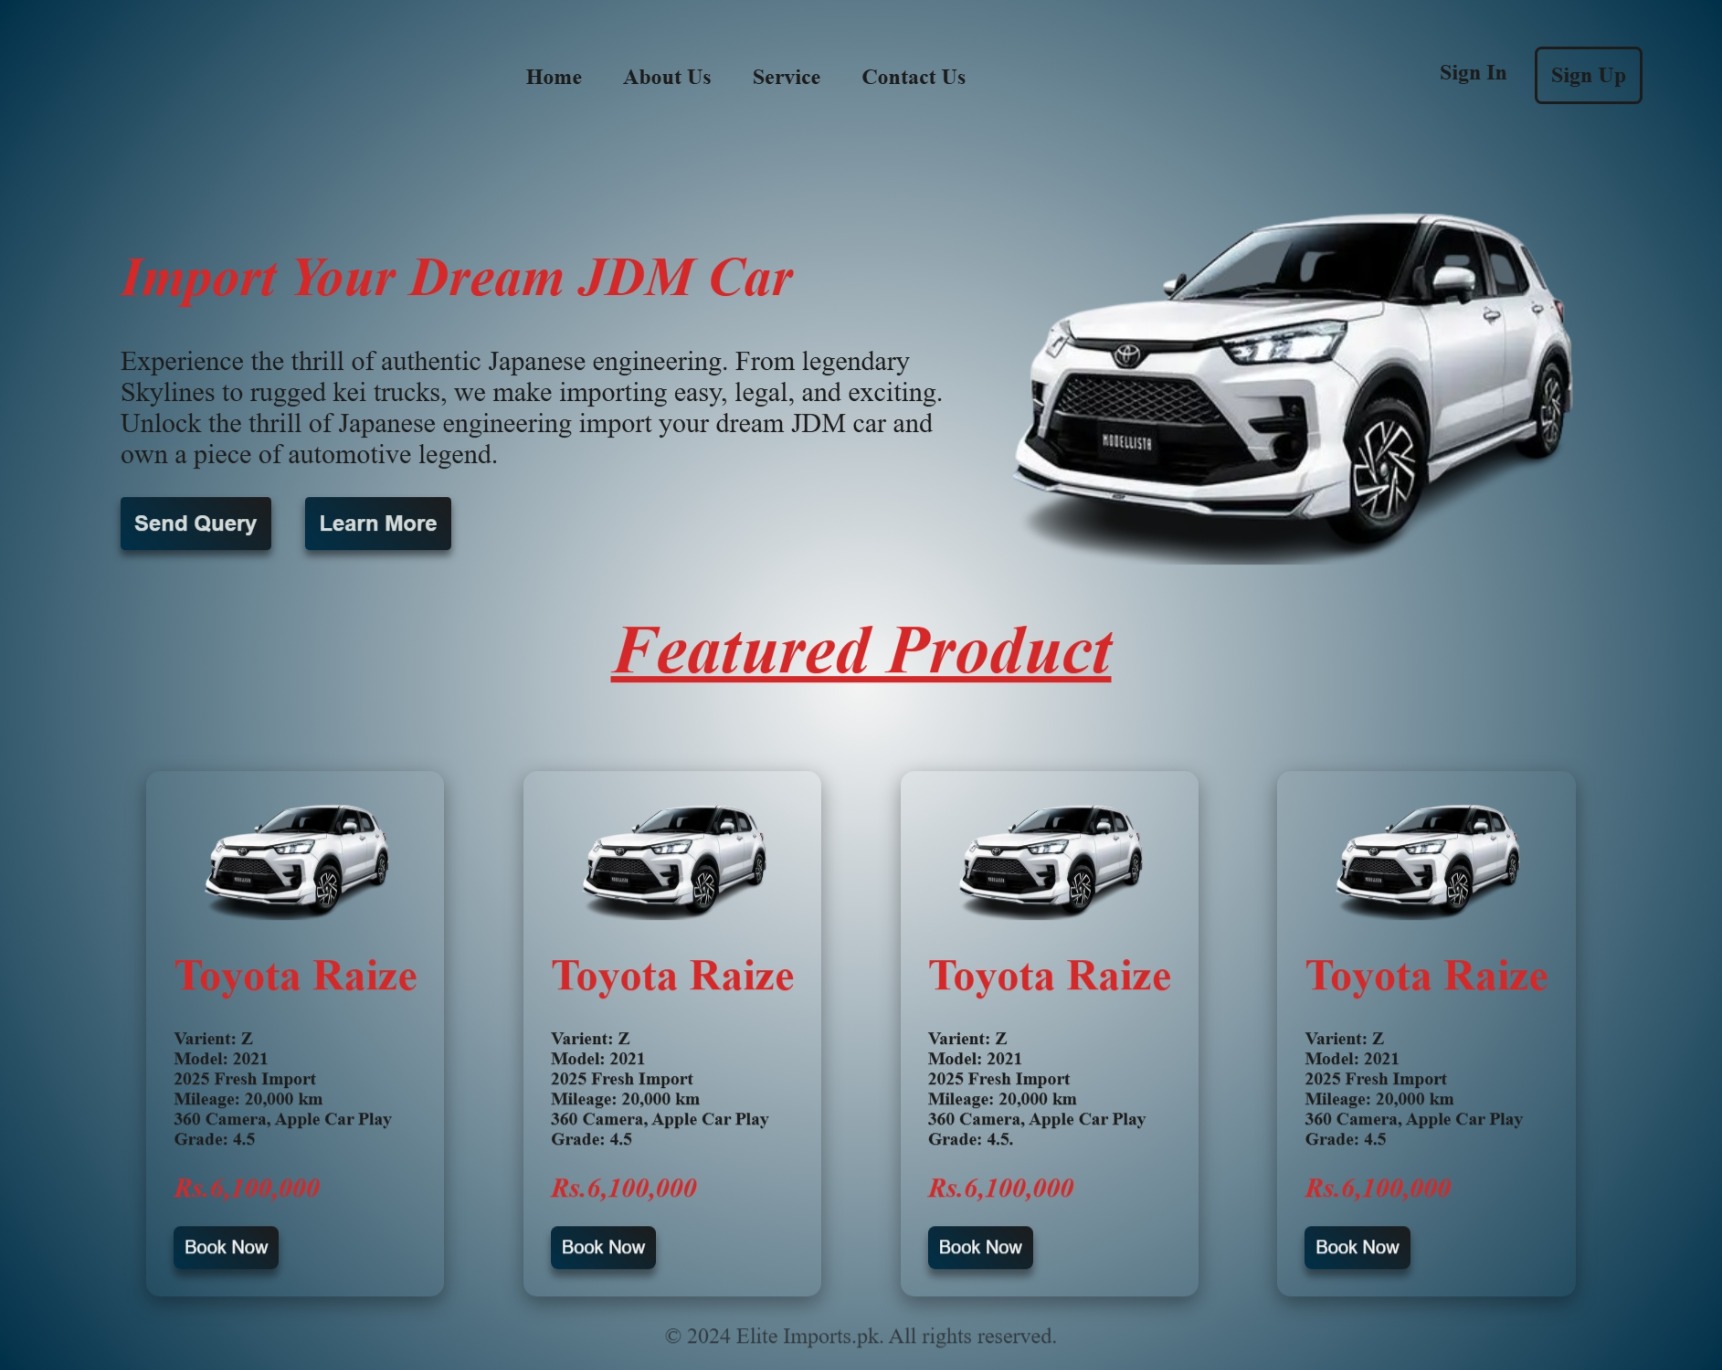 Home About Us Service Contact Us Sign In Sign Up
Import Your Dream JDM Car
Experience the thrill of authentic Japanese engineering. From legendary
Skylines to rugged kei trucks, we make importing easy, legal, and exciting.
Unlock the thrill of Japanese engineering import your dream JDM car and
own a piece of automotive legend.
MODELLISTA
Send Query Learn More
Featured Product
Toyota Raize
Varient: Z
Model: 2021
2025 Fresh Import
Mileage: 20,000 km
360 Camera, Apple Car Play
Grade: 4.5
Rs.6,100,000
Book Now
Toyota Raize
Varient: Z
Model: 2021
2025 Fresh Import
Mileage: 20,000 km
360 Camera, Apple Car Play
Grade: 4.5
Rs.6,100,000
Book Now
Toyota Raize
Varient: Z
Model: 2021
2025 Fresh Import
Mileage: 20,000 km
360 Camera, Apple Car Play
Grade: 4.5.
Rs.6,100,000
Book Now
Toyota Raize
Varient: Z
Model: 2021
2025 Fresh Import
Mileage: 20,000 km
360 Camera, Apple Car Play
Grade: 4.5
Rs.6,100,000
Book Now
© 2024 Elite Imports.pk. All rights reserved.